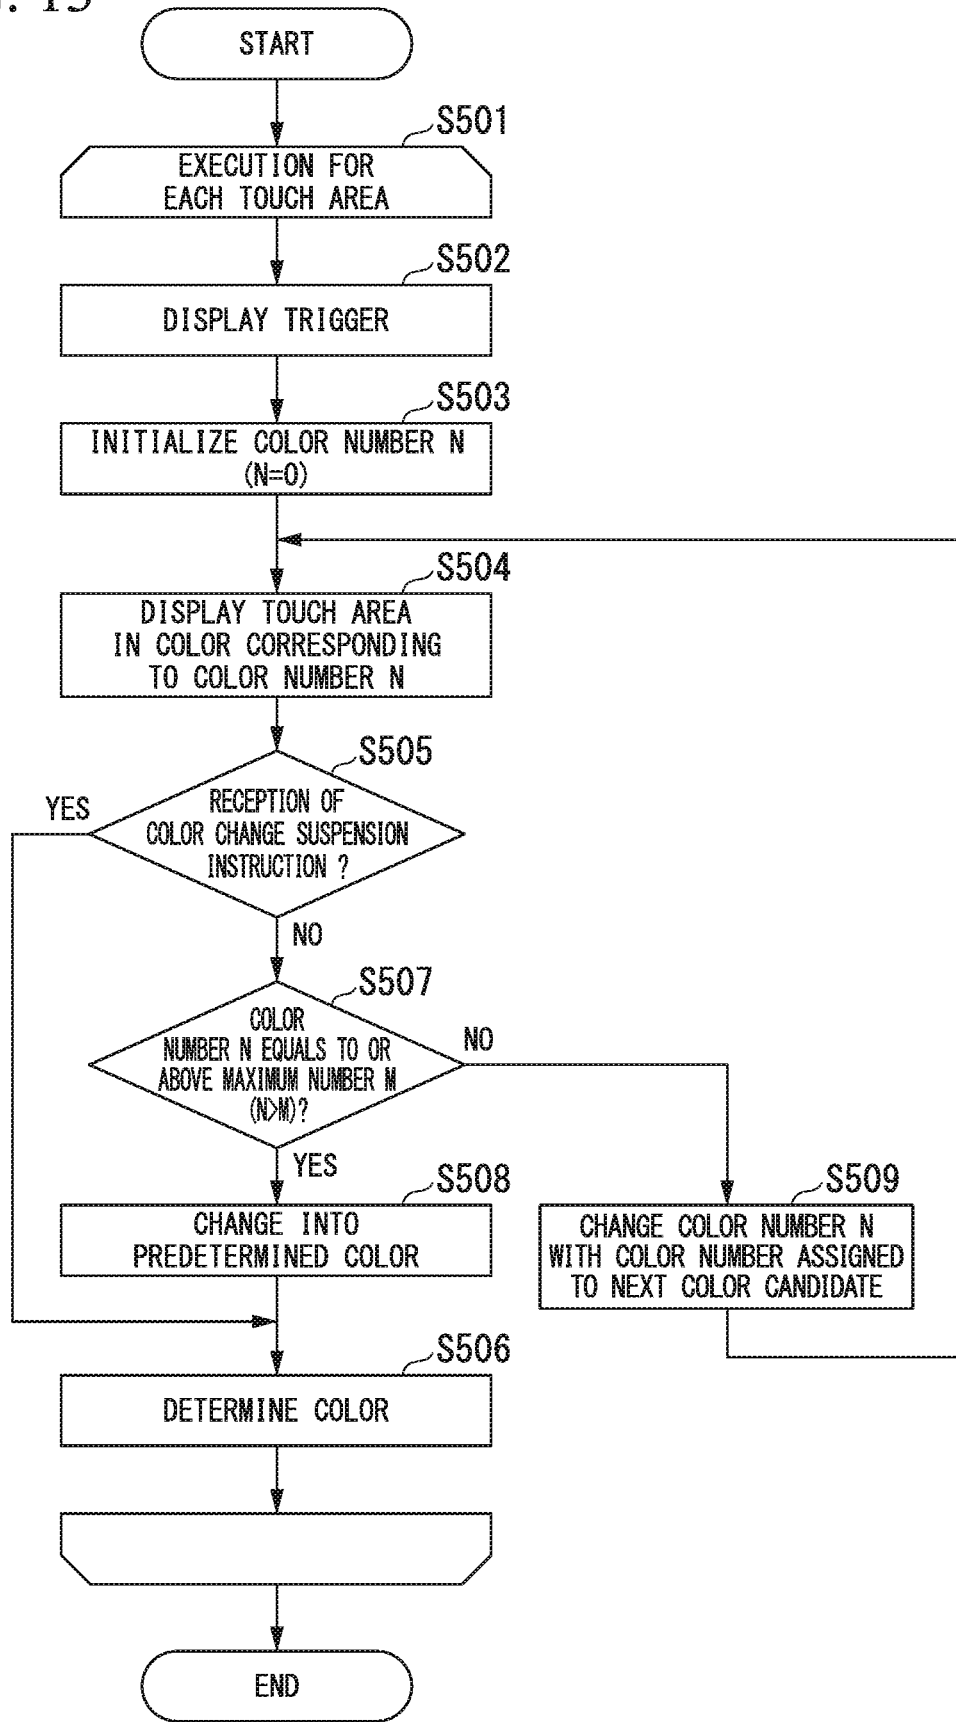 . 15
START
S501
EXECUTION FOR
EACH TOUCH AREA
S502
DISPLAY TRIGGER
S503
INITIALIZE COLOR NUMBER N
(N=0)
S504
DISPLAY TOUCH AREA
IN COLOR CORRESPONDING
TO COLOR NUMBER N
S505
YES
RECEPTION OF
COLOR CHANGE SUSPENSION
INSTRUCTION ?
NO
S507
COLOR
NUMBER N EQUALS TO OR
ABOVE MAXIMUM NUMBER M
(N>M)?
NO
YES
S508
CHANGE INTO
PREDETERMINED COLOR
S509
CHANGE COLOR NUMBER N
WITH COLOR NUMBER ASSIGNED
TO NEXT COLOR CANDIDATE
S506
DETERMINE COLOR
END